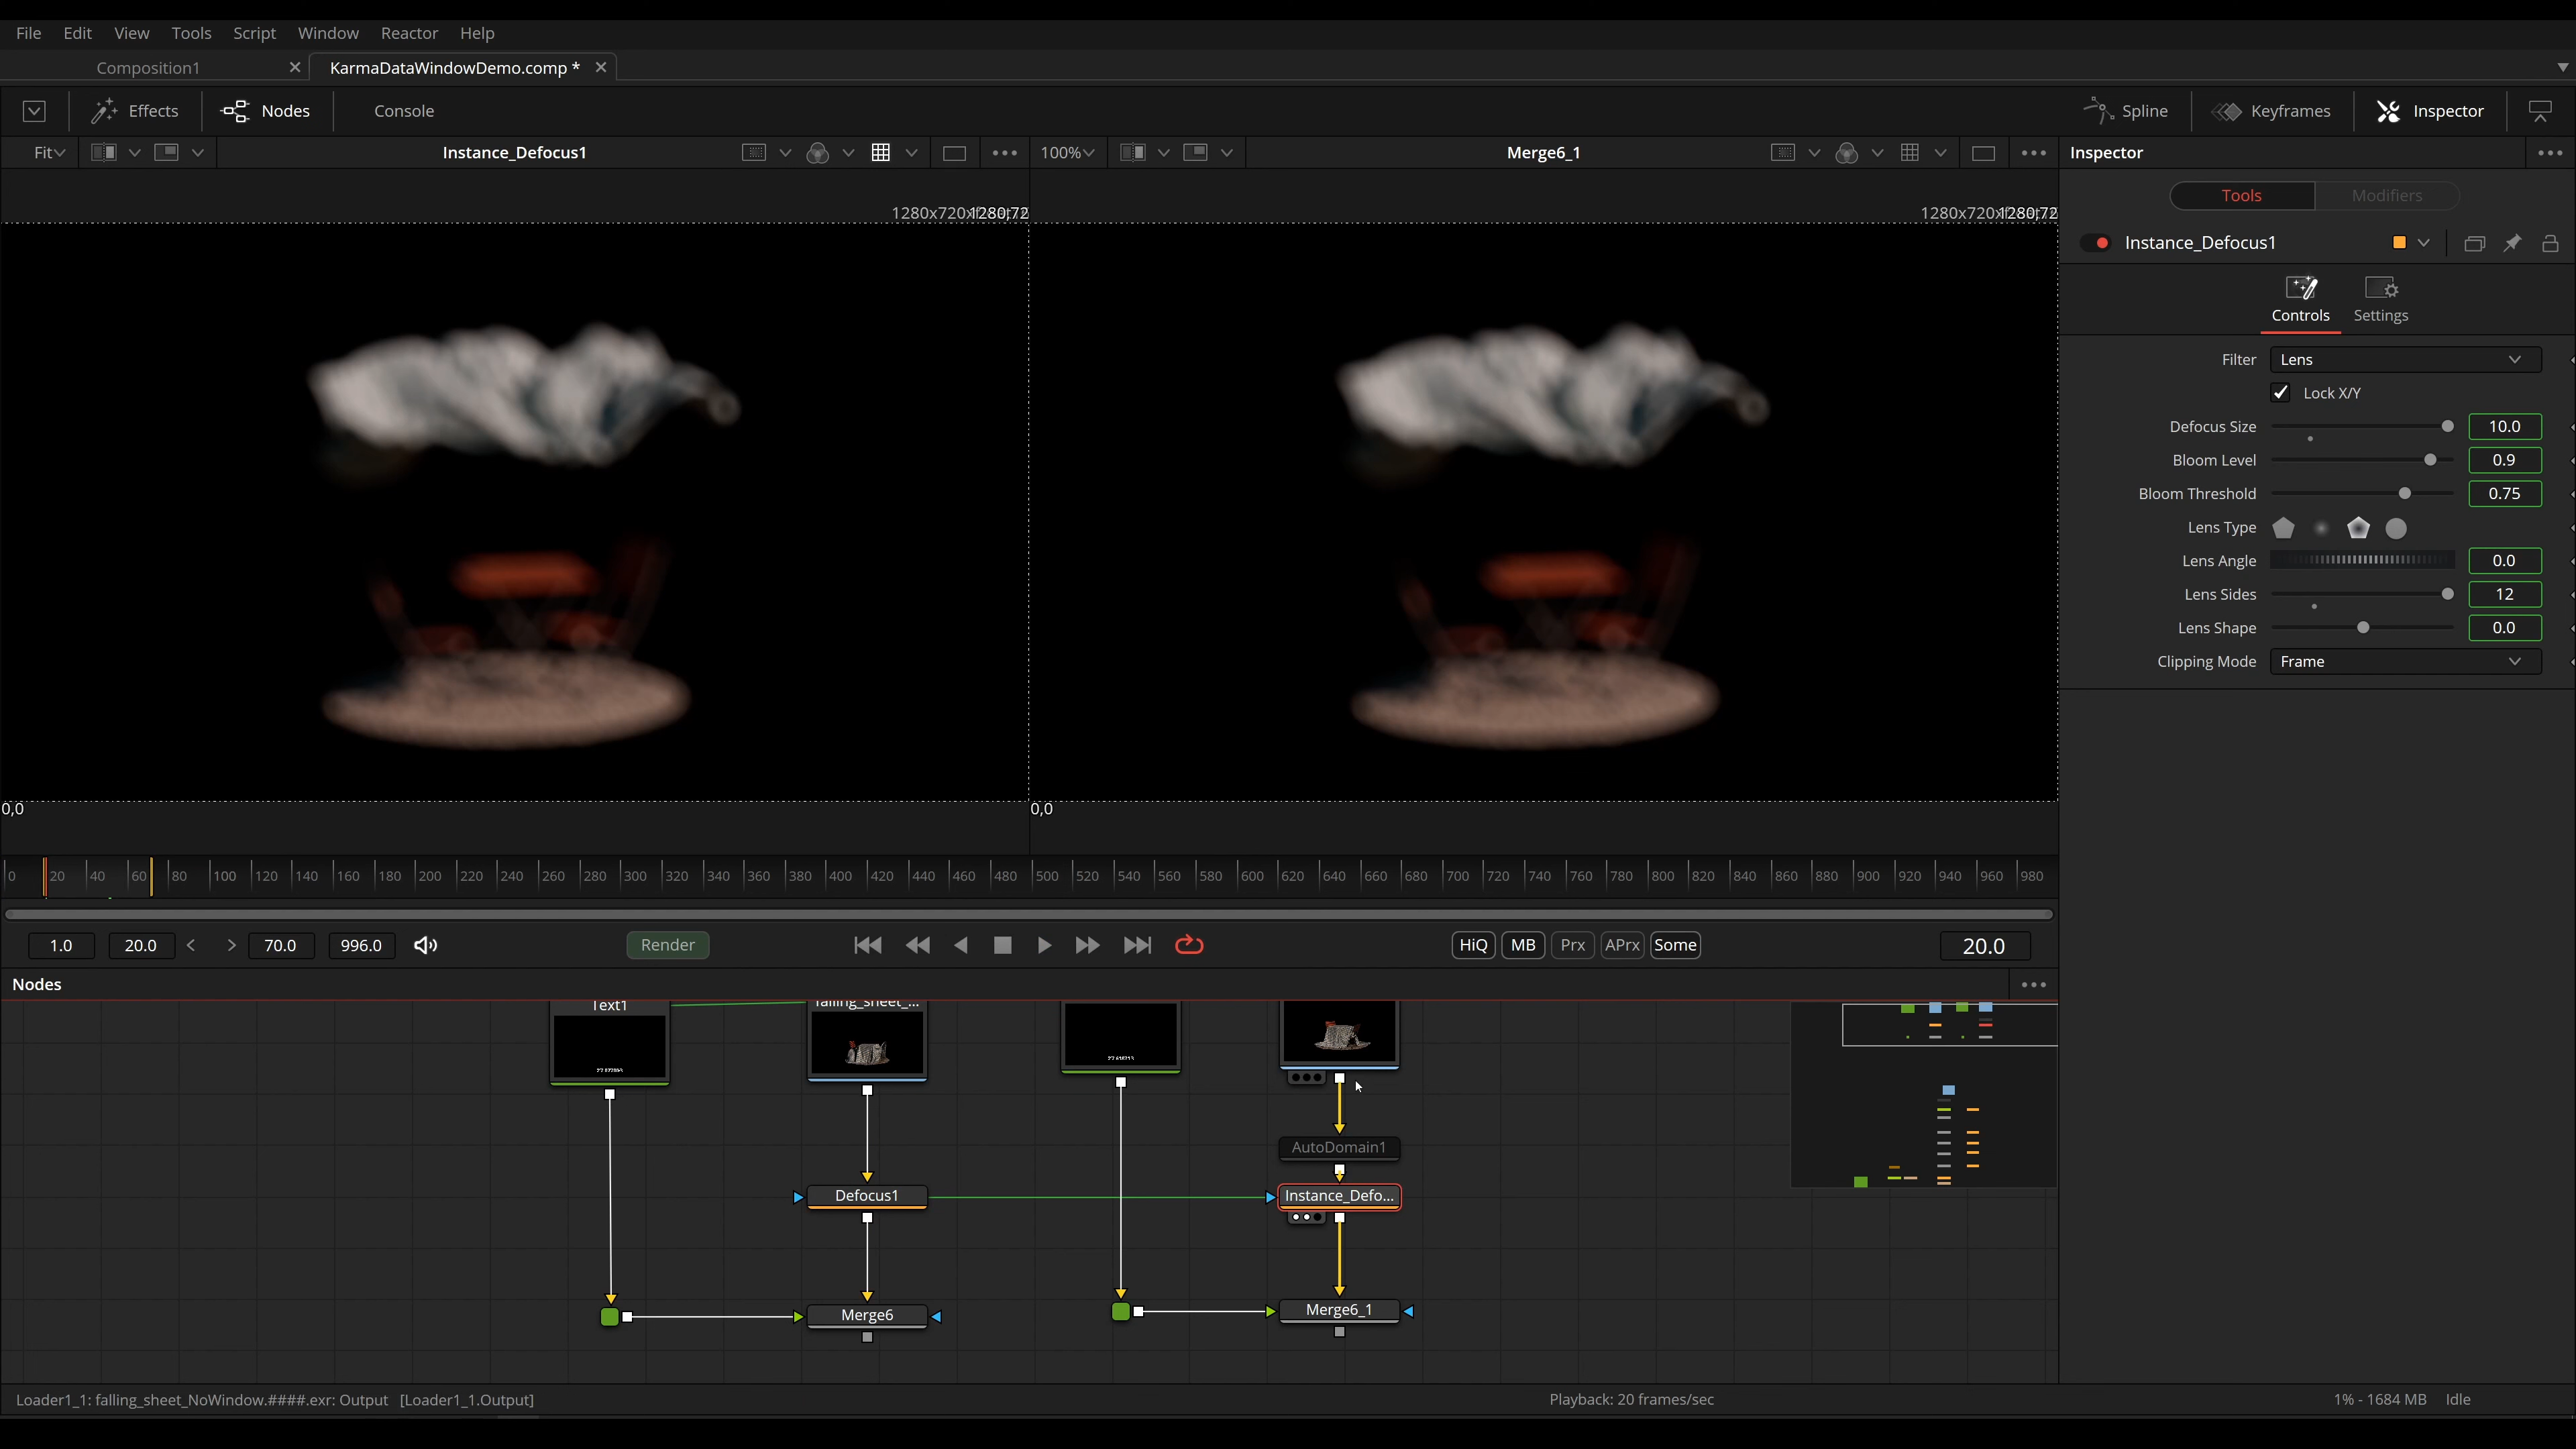 File Edit View Tools Script Window Reactor Help
Composition1 KarmaDataWindowDemo.comp *
Effects Nodes Console Spline Keyframes Inspector
Fit Instance_Defocus1 100% Merge6_1 Inspector
Tools Modifiers
1280x720x 1280,72 1280x720x 1280,72
Instance_Defocus1
Controls Settings
Filter Lens
Lock X/Y
Defocus Size 10.0
Bloom Level 0.9
Bloom Threshold 0.75
Lens Type
Lens Angle 0.0
Lens Sides 12
Lens Shape 0.0
Clipping Mode Frame
0,0 0,0
0 20 40 60 80 100 120 140 160 180 200 220 240 260 280 300 320 340 360 380 400 420 440 460 480 500 520 540 560 580 600 620 640 660 680 700 720 740 760 780 800 820 840 860 880 900 920 940 960 980
1.0 20.0 70.0 996.0 Render HiQ MB Prx APrx Some 20.0
Nodes
Text1 falling_sheet_...
AutoDomain1
Defocus1 Instance_Defo...
Merge6 Merge6_1
Loader1_1: falling_sheet_NoWindow.####.exr: Output [Loader1_1.Output] Playback: 20 frames/sec 1% - 1684 MB Idle